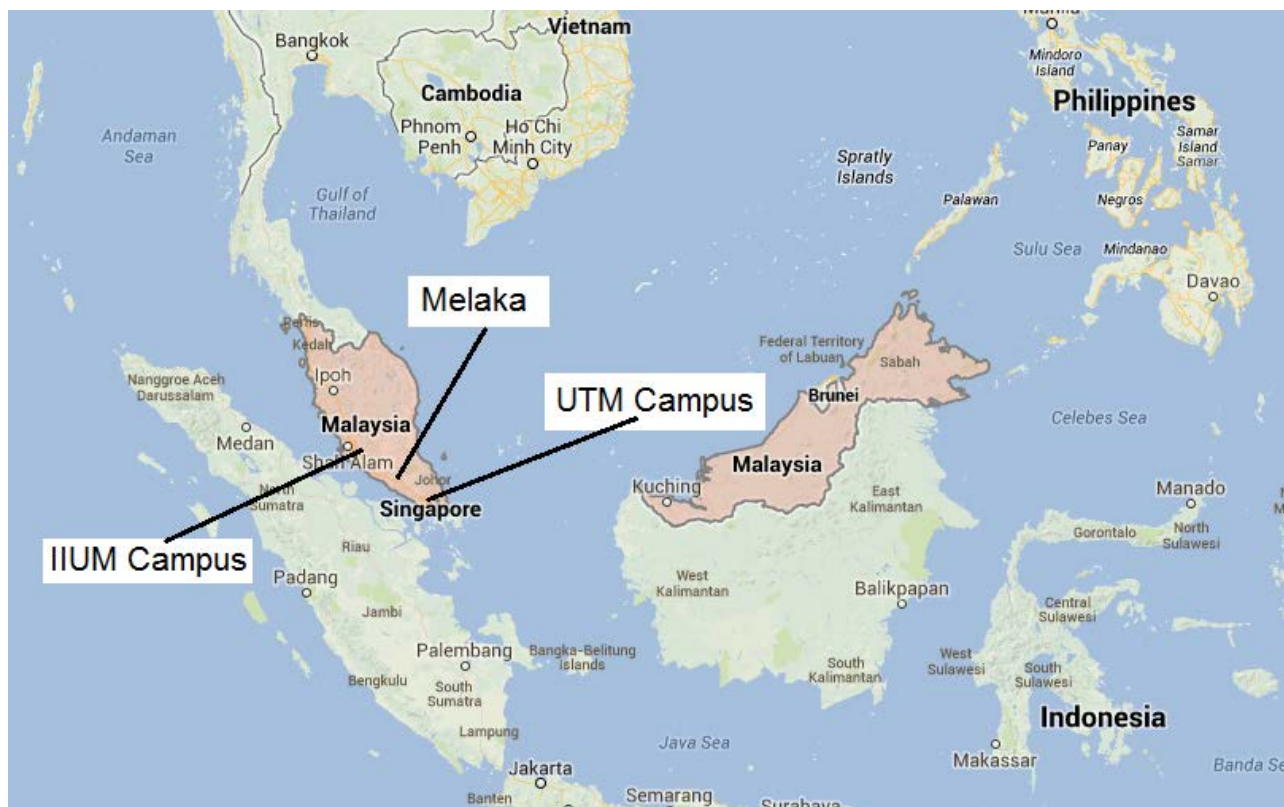 Manila
Vietnam
Bangkok
Mindoro
Island
Cambodia
Philippines
Andaman
Sea
Phnom
Penh
Ho Chi
Minh City
Samar
Island
Samar
Panay
Spratly
Islands
Gulf of
Thailand
Palawan
Negros
Sulu Sea
Mindanao
Davao
Melaka
Perlis
Kedah
Federal Territory
of Labuan
Sabah
Nanggroe Aceh
Darussalam
Ipoh
UTM Campus
Brunei
Celebes Sea
Medan
Malaysia
Shah Alam
Johor
Malaysia
North
Sumatra
Singapore
Kuching
East
Kalimantan
Manado
IIUM Campus
Riau
Gorontalo
North
Sulawesi
Padang
West
Kalimantan
Balikpapan
Jambi
Central
Sulawesi
Palembang
Bangka-Belitung
Islands
West
Sulawesi
South
Sulawesi
Bengkulu
South
Sumatra
South
Kalimantan
Indonesia
Lampung
Java Sea
Makassar
Banda Se
Jakarta
Banten
Semarang
Surabaya